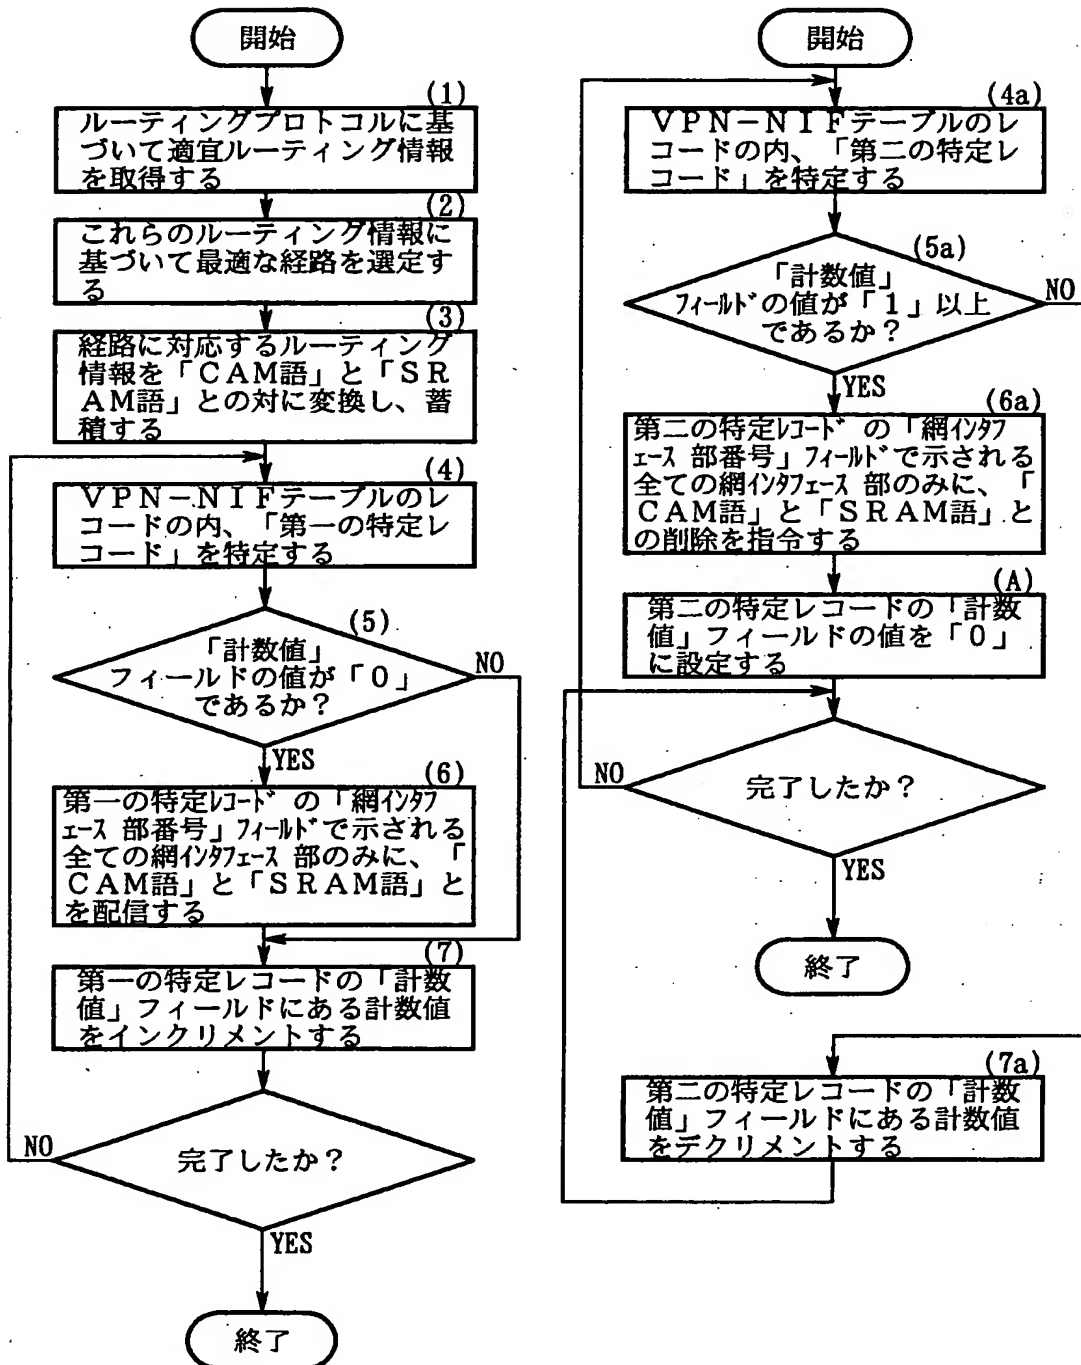 開始
(1)
ルーティングプロトコルに基
づいて適宜ルーティング情報
を取得する
(2)
これらのルーティング情報に
基づいて最適な経路を選定す
る
(3)
経路に対応するルーティング
情報を「CAM語」と「SR
AM語」との対に変換し、蓄
積する
(4)
VPN-NIFテーブルのレ
コードの内、「第一の特定レ
コード」を特定する
(5)
「計数値」
フィールドの値が「0」
であるか?
NO
YES
(6)
第一の特定レコード の「網インタフ
ェース 部番号」フィールドで示される
全ての網インタフェース 部のみに、「
CAM語」と「SRAM語」と
を配信する
(7)
第一の特定レコードの「計数
値」フィールドにある計数値
をインクリメントする
NO
完了したか?
YES
終了
開始
(4a)
VPN-NIFテーブルのレ
コードの内、「第二の特定レ
コード」を特定する
(5a)
「計数値」
フィールドの値が「1」以上
であるか?
NO
YES
(6a)
第二の特定レコード の「網インタフ
ェース 部番号」フィールドで示される
全ての網インタフェース 部のみに、「
CAM語」と「SRAM語」と
の削除を指令する
(A)
第二の特定レコードの「計数
値」フィールドの値を「0」
に設定する
NO
完了したか?
YES
終了
(7a)
第二の特定レコードの「計数
値」フィールドにある計数値
をデクリメントする